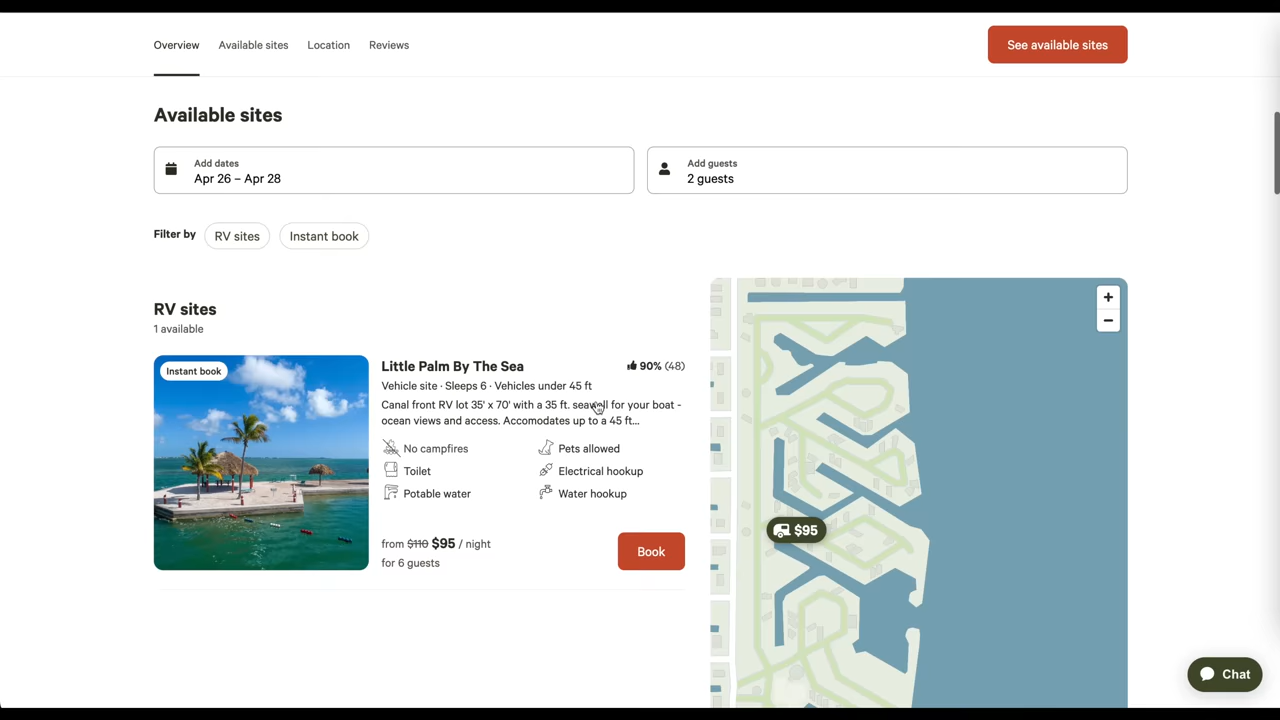 Overview Available sites Location Reviews
See available sites
Available sites
Add dates
Apr 26 – Apr 28
Add guests
2 guests
Filter by RV sites Instant book
RV sites
1 available
Instant book
Little Palm By The Sea 90% (48)
Vehicle site · Sleeps 6 · Vehicles under 45 ft
Canal front RV lot 35' x 70' with a 35 ft. seawall for your boat -
ocean views and access. Accomodates up to a 45 ft...
No campfires Pets allowed
Toilet Electrical hookup
Potable water Water hookup
from $110 $95 / night
for 6 guests
Book
+
−
$95
Chat